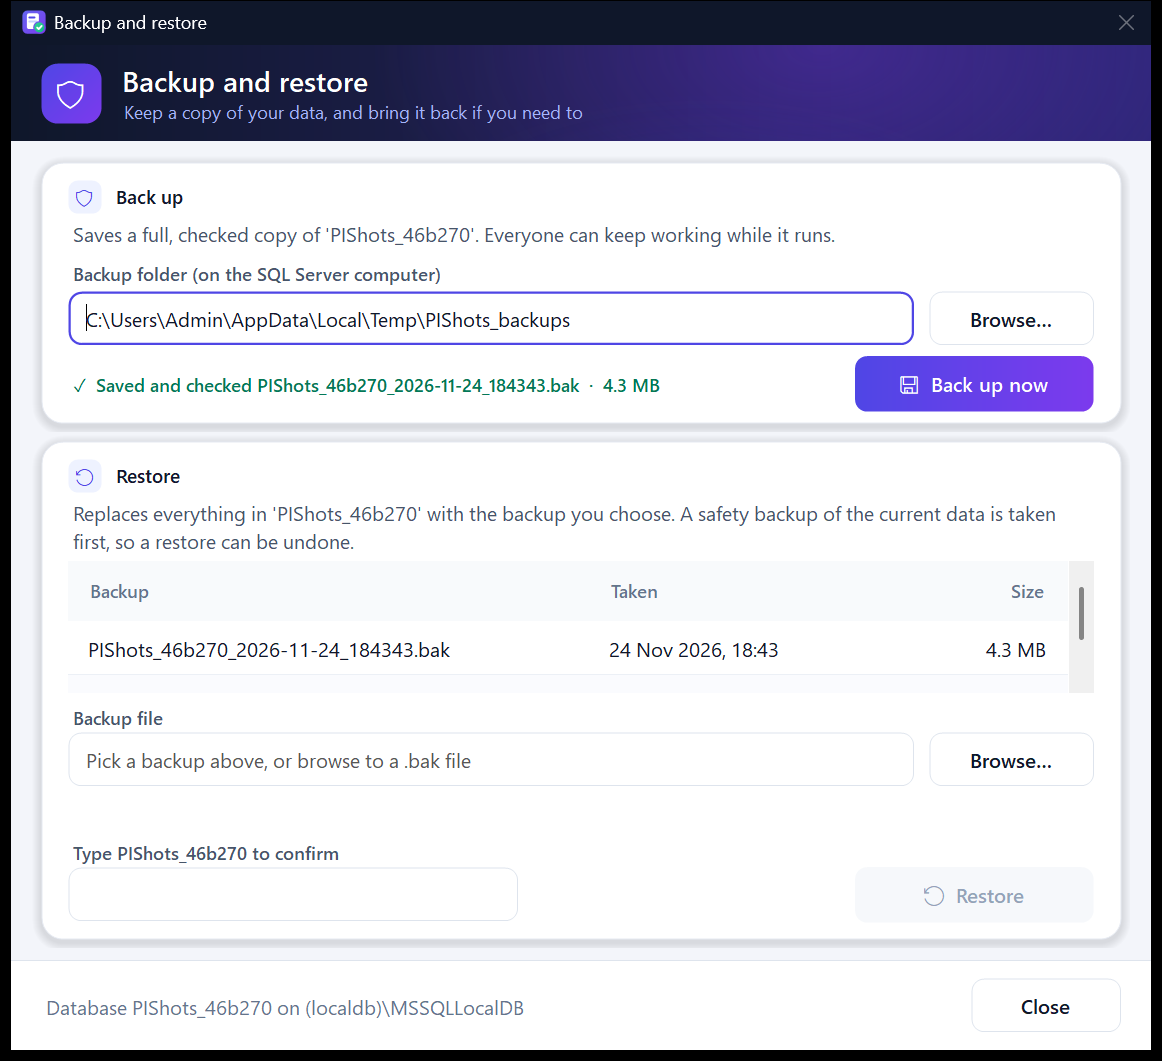 Backup and restore
Backup and restore
Keep a copy of your data, and bring it back if you need to
Back up
Saves a full, checked copy of 'PIShots_46b270'. Everyone can keep working while it runs.
Backup folder (on the SQL Server computer)
C:\Users\Admin\AppData\Local\Temp\PIShots_backups
Browse...
✓ Saved and checked PIShots_46b270_2026-11-24_184343.bak · 4.3 MB
Back up now
Restore
Replaces everything in 'PIShots_46b270' with the backup you choose. A safety backup of the current data is taken
first, so a restore can be undone.
Backup Taken Size
PIShots_46b270_2026-11-24_184343.bak 24 Nov 2026, 18:43 4.3 MB
Backup file
Pick a backup above, or browse to a .bak file
Browse...
Type PIShots_46b270 to confirm
Restore
Database PIShots_46b270 on (localdb)\MSSQLLocalDB
Close